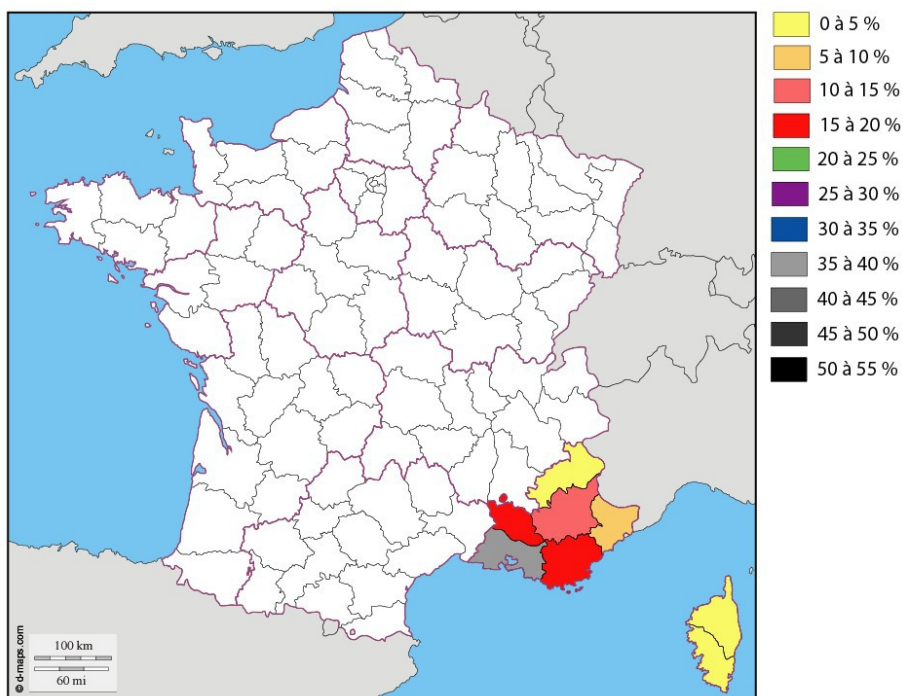 0 à 5 %
5 à 10 %
10 à 15 %
15 à 20 %
20 à 25 %
25 à 30 %
30 à 35 %
35 à 40 %
40 à 45 %
45 à 50 %
50 à 55 %
100 km
60 mi
© d-maps.com